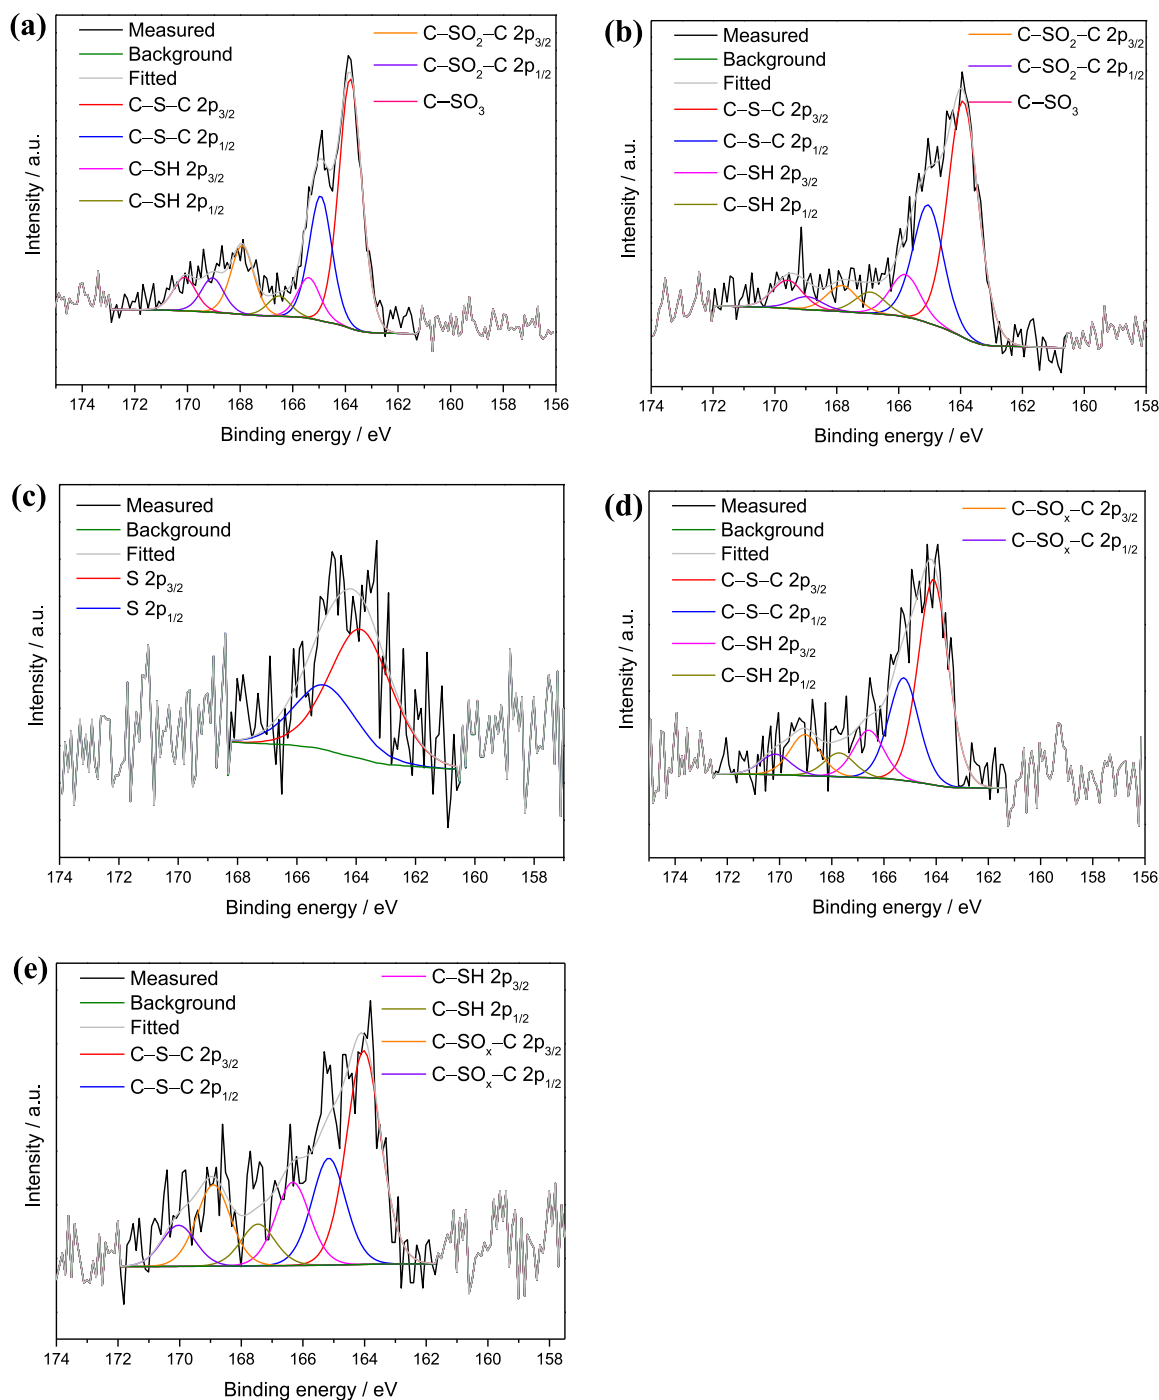 (a)
Measured
Background
Fitted
C–S–C 2p3/2
C–S–C 2p1/2
C–SH 2p3/2
C–SH 2p1/2
C–SO2–C 2p3/2
C–SO2–C 2p1/2
C–SO3
Intensity / a.u.
174 172 170 168 166 164 162 160 158 156
Binding energy / eV
(b)
Measured
Background
Fitted
C–S–C 2p3/2
C–S–C 2p1/2
C–SH 2p3/2
C–SH 2p1/2
C–SO2–C 2p3/2
C–SO2–C 2p1/2
C–SO3
Intensity / a.u.
174 172 170 168 166 164 162 160 158
Binding energy / eV
(c)
Measured
Background
Fitted
S 2p3/2
S 2p1/2
Intensity / a.u.
174 172 170 168 166 164 162 160 158
Binding energy / eV
(d)
Measured
Background
Fitted
C–S–C 2p3/2
C–S–C 2p1/2
C–SH 2p3/2
C–SH 2p1/2
C–SOx–C 2p3/2
C–SOx–C 2p1/2
Intensity / a.u.
174 172 170 168 166 164 162 160 158 156
Binding energy / eV
(e)
Measured
Background
Fitted
C–S–C 2p3/2
C–S–C 2p1/2
C–SH 2p3/2
C–SH 2p1/2
C–SOx–C 2p3/2
C–SOx–C 2p1/2
Intensity / a.u.
174 172 170 168 166 164 162 160 158
Binding energy / eV